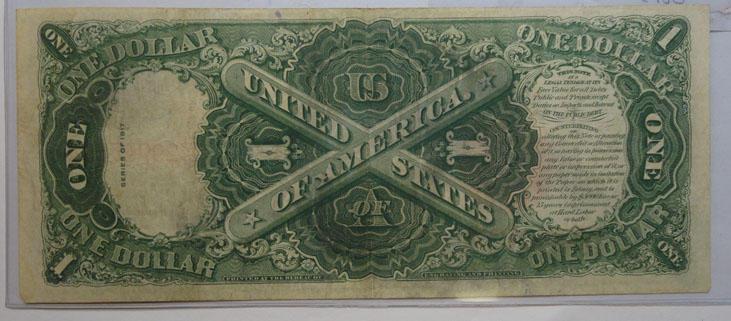 ONE
ONE DOLLAR
ONE DOLLAR
1
US
UNITED STATES
OF AMERICA
ONE
SERIES OF 1917.
1
1
ONE
THIS NOTE
IS A
LEGAL TENDER AT ITS
Face Value for all Debts
Public and Private, except
Duties on Imports and Interest
ON THE PUBLIC DEBT.
COUNTERFEITING
altering this Note or passing
any Counterfeit or Alteration
of it, or having in possession
any false or counterfeit
plate or impression of it, or
any paper made in imitation
of the Paper on which it is
printed is felony, and is
punishable by $5000 fine or
15 years imprisonment
at Hard Labor
or both.
OF
A
1
ONE DOLLAR
ONE DOLLAR
ONE
PRINTED AT THE BUREAU OF
ENGRAVING AND PRINTING